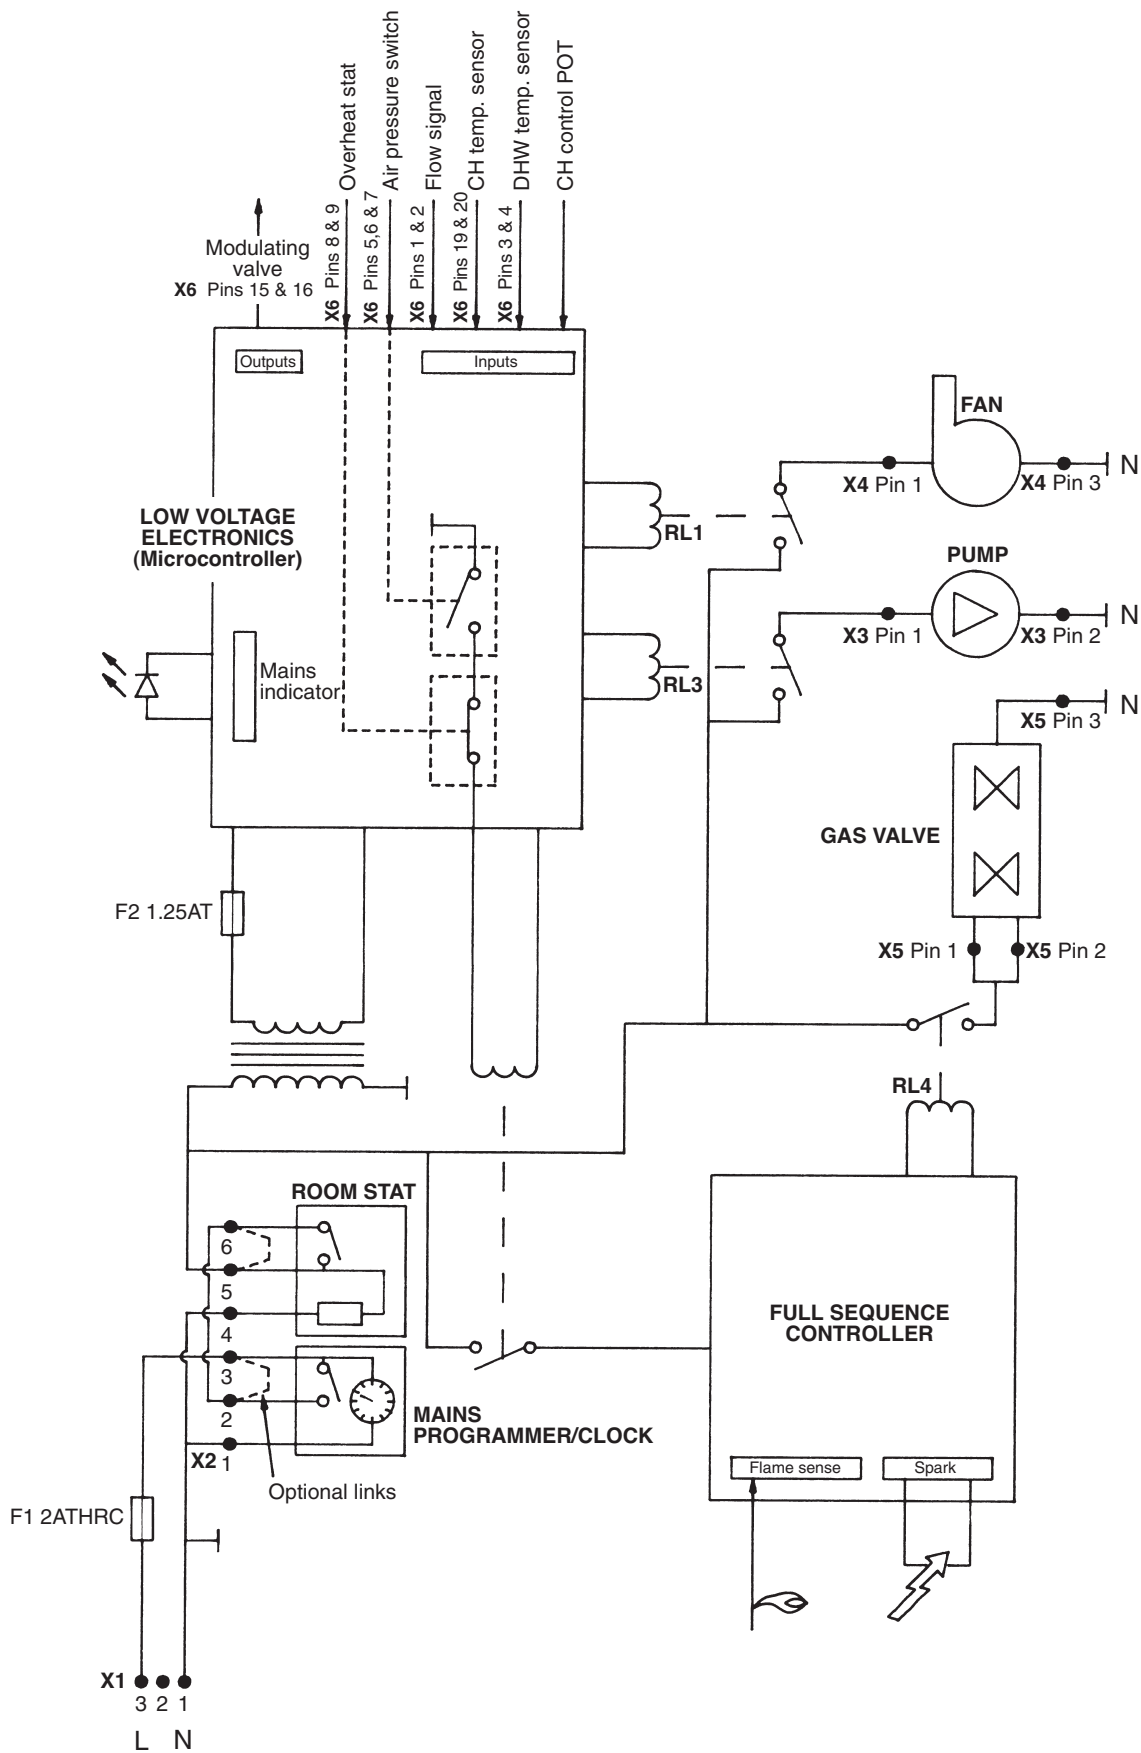 Overheat stat
Air pressure switch
Flow signal
CH temp. sensor
DHW temp. sensor
CH control POT
X6 Pins 8 & 9
X6 Pins 5,6 & 7
X6 Pins 1 & 2
X6 Pins 19 & 20
X6 Pins 3 & 4
Modulating
valve
X6 Pins 15 & 16
Outputs
Inputs
FAN
X4 Pin 1
X4 Pin 3
N
LOW VOLTAGE
ELECTRONICS
(Microcontroller)
RL1
PUMP
X3 Pin 1
X3 Pin 2
N
RL3
Mains
indicator
X5 Pin 3
N
GAS VALVE
F2 1.25AT
X5 Pin 1
X5 Pin 2
RL4
ROOM STAT
6
5
4
3
2
X2 1
MAINS
PROGRAMMER/CLOCK
Optional links
FULL SEQUENCE
CONTROLLER
Flame sense
Spark
F1 2ATHRC
X1
3 2 1
L N